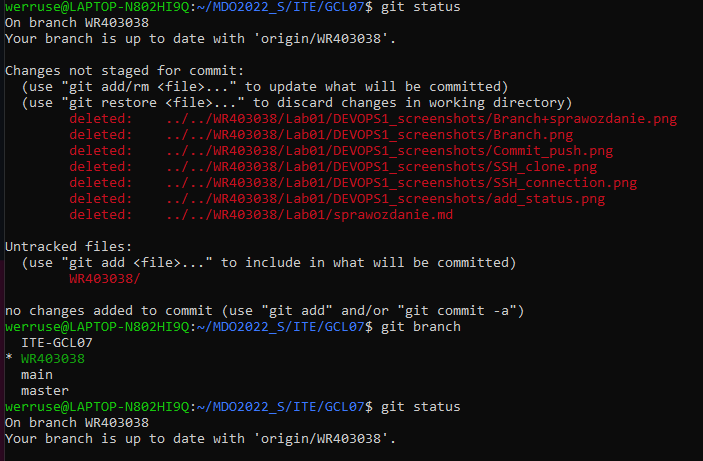 werruse@LAPTOP-N802HI9Q:~/MDO2022_S/ITE/GCL07$ git status
On branch WR403038
Your branch is up to date with 'origin/WR403038'.
Changes not staged for commit:
(use "git add/rm <file>..." to update what will be committed)
(use "git restore <file>..." to discard changes in working directory)
deleted: ../../WR403038/Lab01/DEVOPS1_screenshots/Branch+sprawozdanie.png
deleted: ../../WR403038/Lab01/DEVOPS1_screenshots/Branch.png
deleted: ../../WR403038/Lab01/DEVOPS1_screenshots/Commit_push.png
deleted: ../../WR403038/Lab01/DEVOPS1_screenshots/SSH_clone.png
deleted: ../../WR403038/Lab01/DEVOPS1_screenshots/SSH_connection.png
deleted: ../../WR403038/Lab01/DEVOPS1_screenshots/add_status.png
deleted: ../../WR403038/Lab01/sprawozdanie.md
Untracked files:
(use "git add <file>..." to include in what will be committed)
WR403038/
no changes added to commit (use "git add" and/or "git commit -a")
werruse@LAPTOP-N802HI9Q:~/MDO2022_S/ITE/GCL07$ git branch
ITE-GCL07
* WR403038
main
master
werruse@LAPTOP-N802HI9Q:~/MDO2022_S/ITE/GCL07$ git status
On branch WR403038
Your branch is up to date with 'origin/WR403038'.